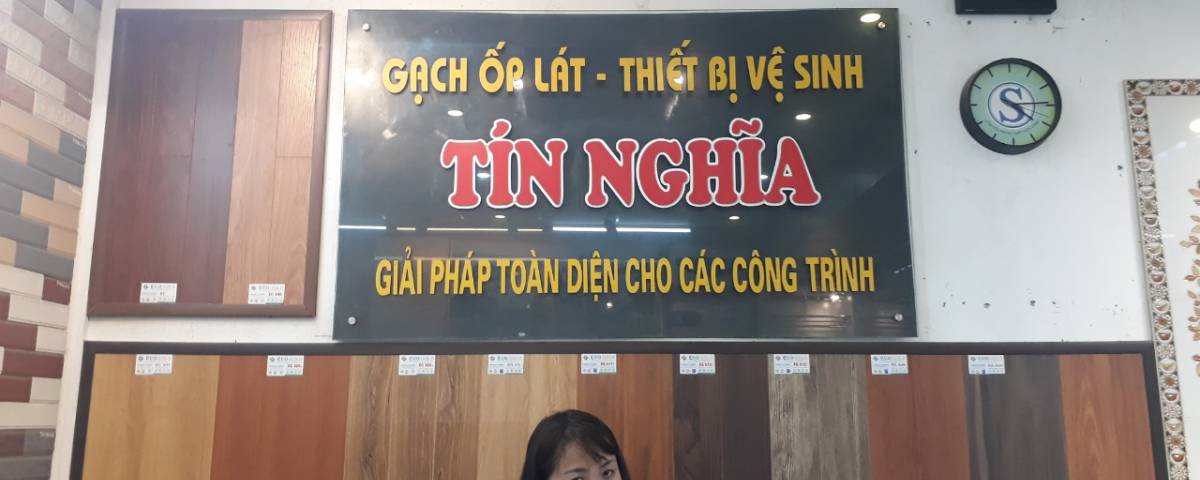 GẠCH ỐP LÁT - THIẾT BỊ VỆ SINH
TÍN NGHĨA
GIẢI PHÁP TOÀN DIỆN CHO CÁC CÔNG TRÌNH
S